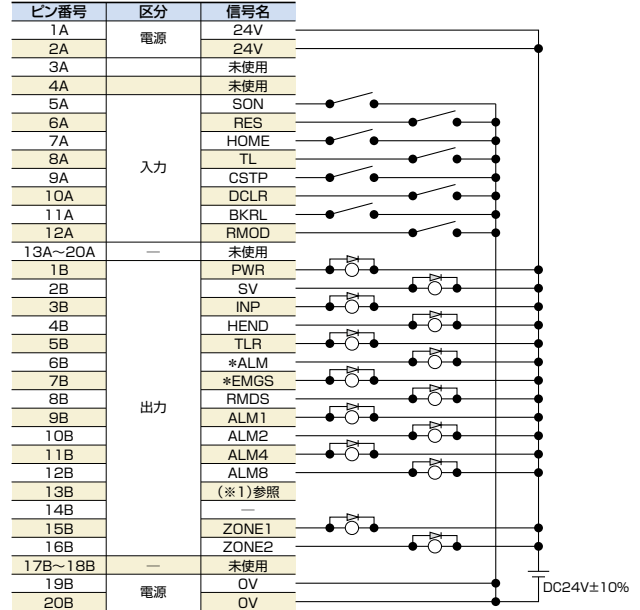 ピン番号 区分 信号名
1A 電源 24V
2A 24V
3A 未使用
4A 未使用
5A 入力 SON
6A RES
7A HOME
8A TL
9A CSTP
10A DCLR
11A BKRL
12A RMOD
13A～20A — 未使用
1B 出力 PWR
2B SV
3B INP
4B HEND
5B TLR
6B *ALM
7B *EMGS
8B RMDS
9B ALM1
10B ALM2
11B ALM4
12B ALM8
13B (※1)参照
14B —
15B ZONE1
16B ZONE2
17B～18B — 未使用
19B 電源 0V
20B 0V
DC24V±10%